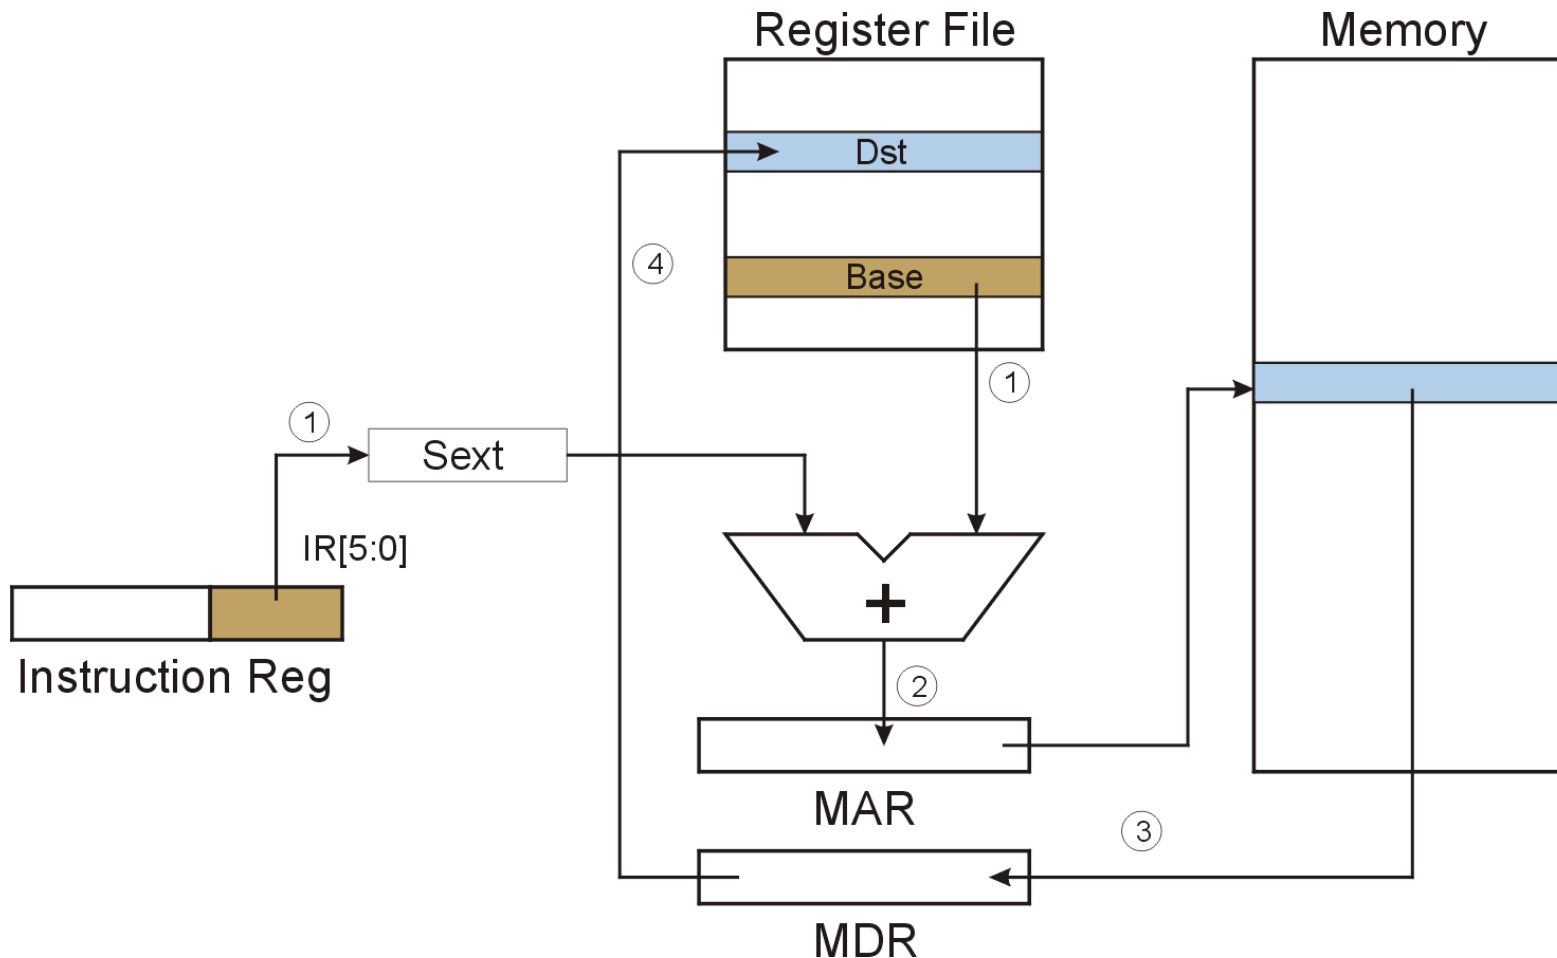 Register File
Memory
Dst
4
Base
1
1
Sext
IR[5:0]
+
Instruction Reg
2
MAR
3
MDR